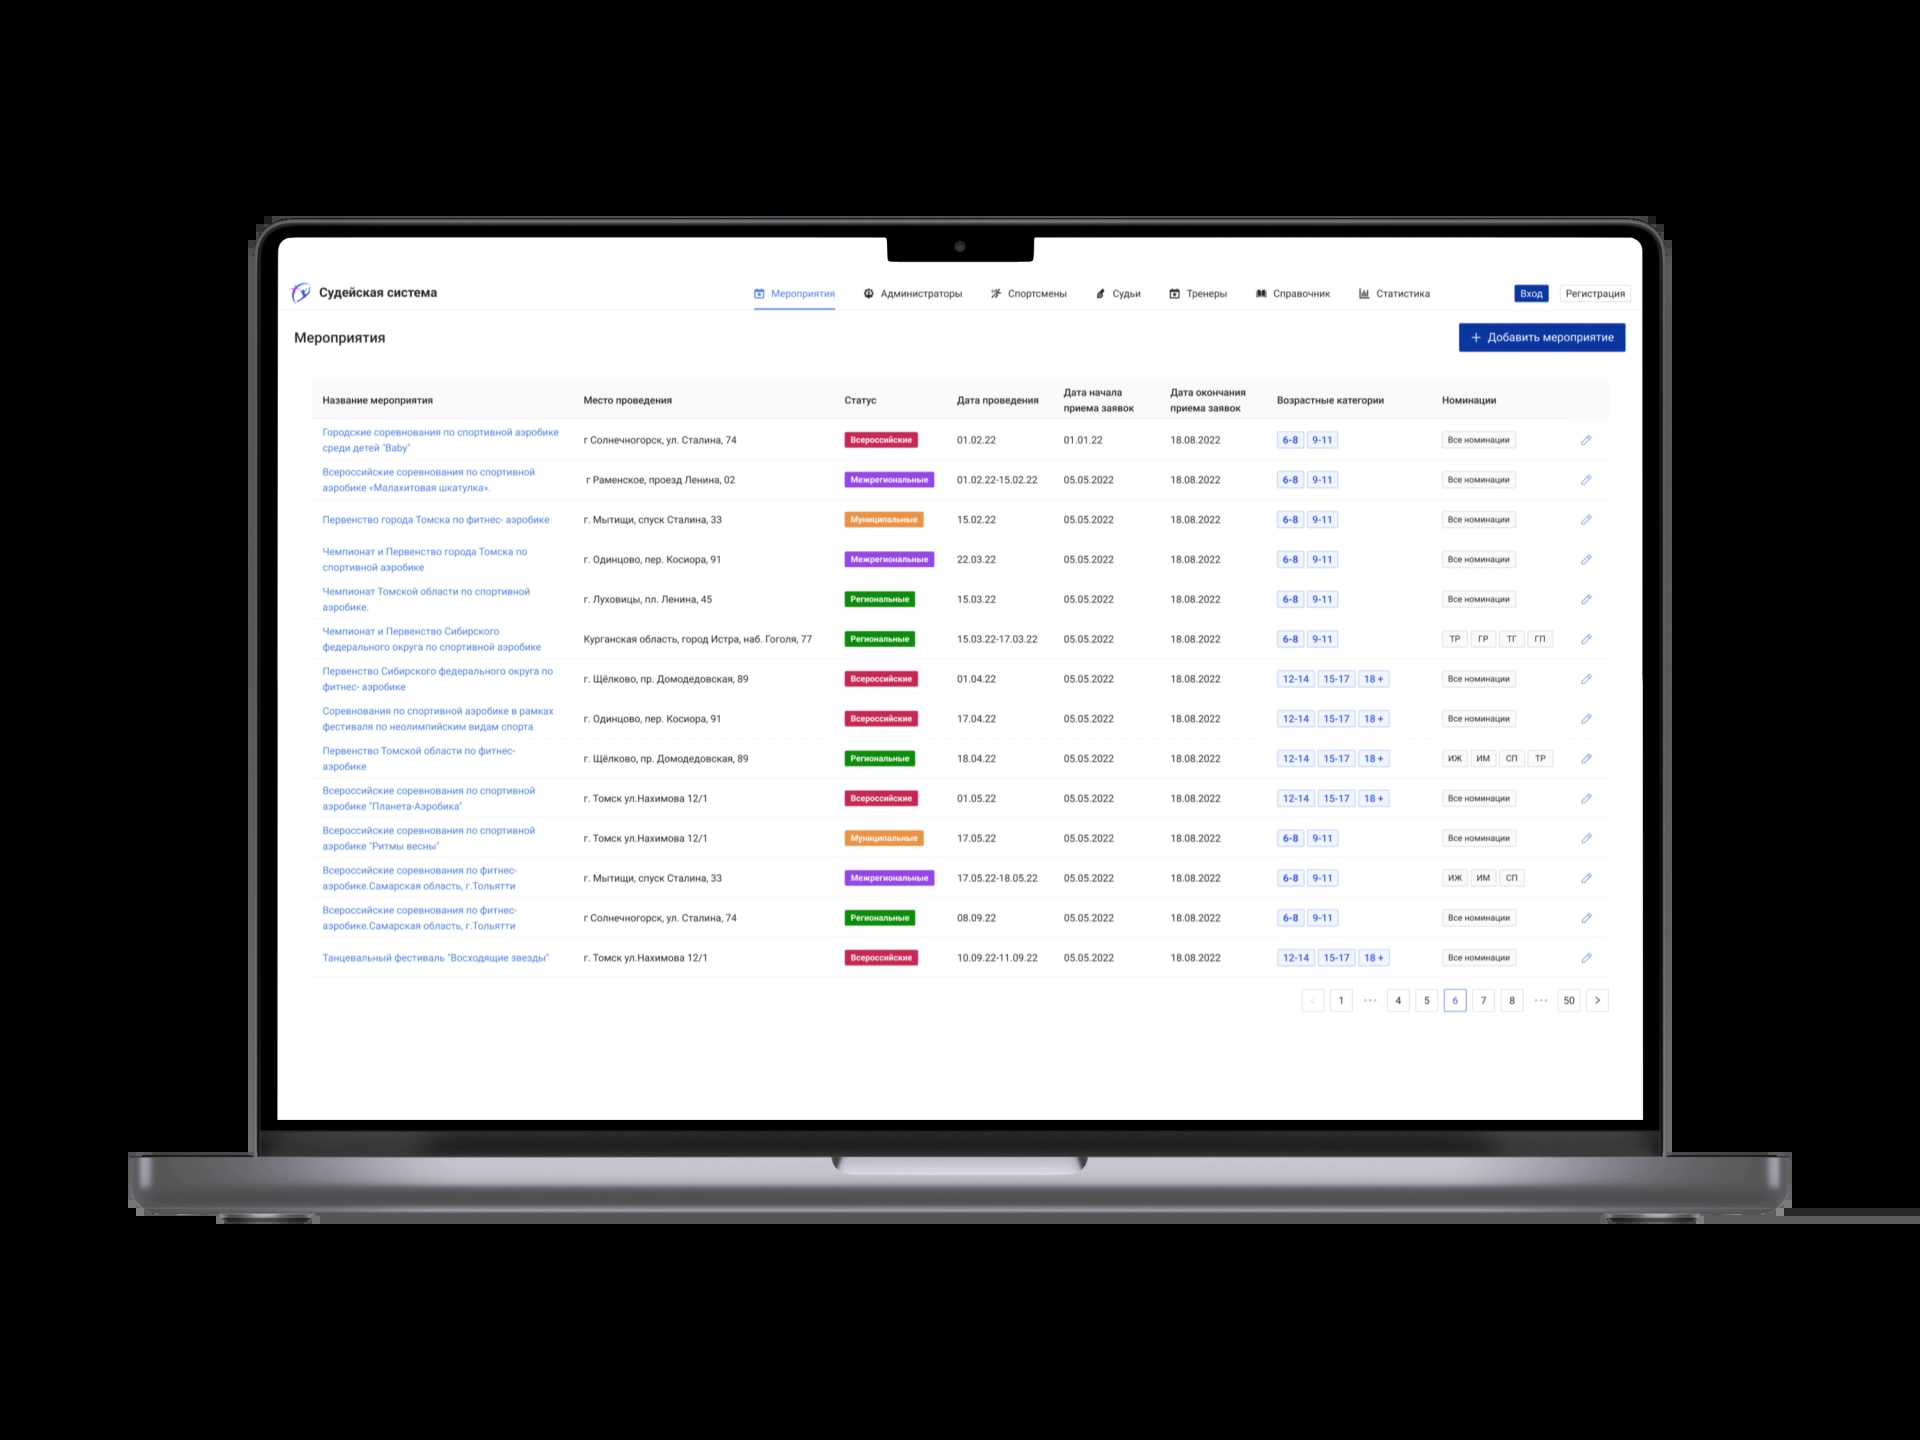 Судейская система
Мероприятия Администраторы Спортсмены Судьи Тренеры Справочник Статистика Вход Регистрация
Мероприятия
+ Добавить мероприятие
Название мероприятия Место проведения Статус Дата проведения Дата начала приема заявок Дата окончания приема заявок Возрастные категории Номинации
Городские соревнования по спортивной аэробике
среди детей "Baby"
г Солнечногорск, ул. Сталина, 74 Всероссийские 01.02.22 01.01.22 18.08.2022 6-8 9-11 Все номинации
Всероссийские соревнования по спортивной
аэробике «Малахитовая шкатулка».
г Раменское, проезд Ленина, 02 Межрегиональные 01.02.22-15.02.22 05.05.2022 18.08.2022 6-8 9-11 Все номинации
Первенство города Томска по фитнес- аэробике
г. Мытищи, спуск Сталина, 33 Муниципальные 15.02.22 05.05.2022 18.08.2022 6-8 9-11 Все номинации
Чемпионат и Первенство города Томска по
спортивной аэробике
г. Одинцово, пер. Косиора, 91 Межрегиональные 22.03.22 05.05.2022 18.08.2022 6-8 9-11 Все номинации
Чемпионат Томской области по спортивной
аэробике.
г. Луховицы, пл. Ленина, 45 Региональные 15.03.22 05.05.2022 18.08.2022 6-8 9-11 Все номинации
Чемпионат и Первенство Сибирского
федерального округа по спортивной аэробике
Курганская область, город Истра, наб. Гоголя, 77 Региональные 15.03.22-17.03.22 05.05.2022 18.08.2022 6-8 9-11 ТР ГР ТГ ГП
Первенство Сибирского федерального округа по
фитнес- аэробике
г. Щёлково, пр. Домодедовская, 89 Всероссийские 01.04.22 05.05.2022 18.08.2022 12-14 15-17 18 + Все номинации
Соревнования по спортивной аэробике в рамках
фестиваля по неолимпийским видам спорта
г. Одинцово, пер. Косиора, 91 Всероссийские 17.04.22 05.05.2022 18.08.2022 12-14 15-17 18 + Все номинации
Первенство Томской области по фитнес-
аэробике
г. Щёлково, пр. Домодедовская, 89 Региональные 18.04.22 05.05.2022 18.08.2022 12-14 15-17 18 + ИЖ ИМ СП ТР
Всероссийские соревнования по спортивной
аэробике "Планета-Аэробика"
г. Томск ул.Нахимова 12/1 Всероссийские 01.05.22 05.05.2022 18.08.2022 12-14 15-17 18 + Все номинации
Всероссийские соревнования по спортивной
аэробике "Ритмы весны"
г. Томск ул.Нахимова 12/1 Муниципальные 17.05.22 05.05.2022 18.08.2022 6-8 9-11 Все номинации
Всероссийские соревнования по фитнес-
аэробике.Самарская область, г.Тольятти
г. Мытищи, спуск Сталина, 33 Межрегиональные 17.05.22-18.05.22 05.05.2022 18.08.2022 6-8 9-11 ИЖ ИМ СП
Всероссийские соревнования по фитнес-
аэробике.Самарская область, г.Тольятти
г Солнечногорск, ул. Сталина, 74 Региональные 08.09.22 05.05.2022 18.08.2022 6-8 9-11 Все номинации
Танцевальный фестиваль "Восходящие звезды"
г. Томск ул.Нахимова 12/1 Всероссийские 10.09.22-11.09.22 05.05.2022 18.08.2022 12-14 15-17 18 + Все номинации
< 1 ••• 4 5 6 7 8 ••• 50 >